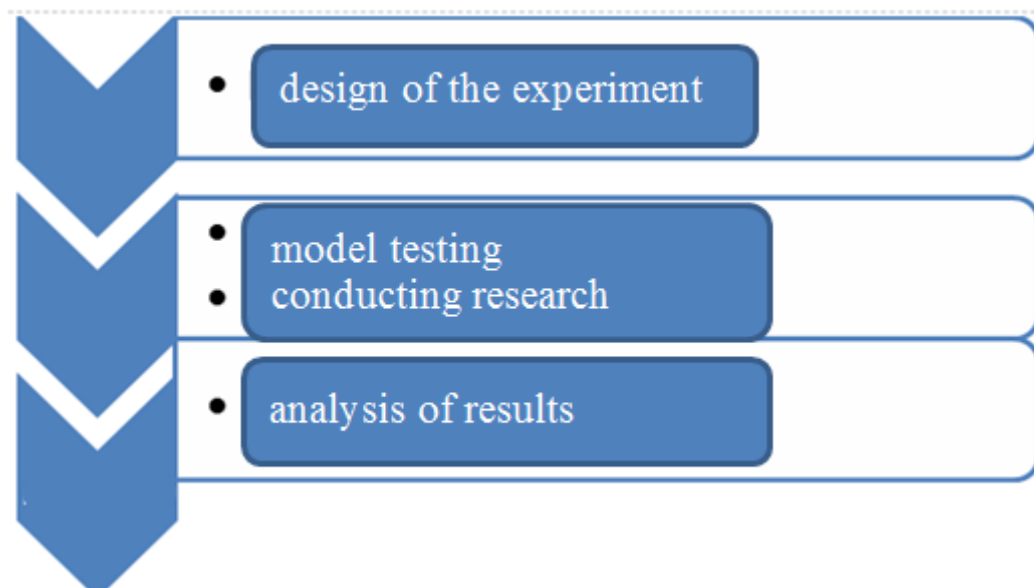 design of the experiment
model testing
conducting research
analysis of results